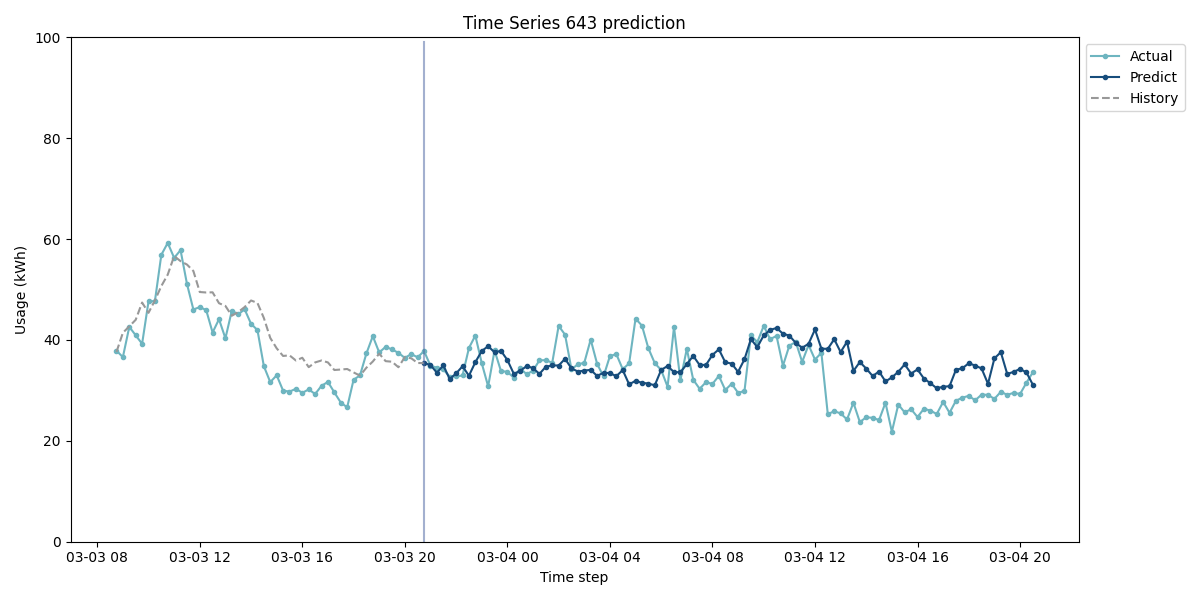 Time Series 643 prediction
Usage (kWh)
100
80
60
40
20
0
03-03 08
03-03 12
03-03 16
03-03 20
03-04 00
03-04 04
03-04 08
03-04 12
03-04 16
03-04 20
Time step
Actual
Predict
History